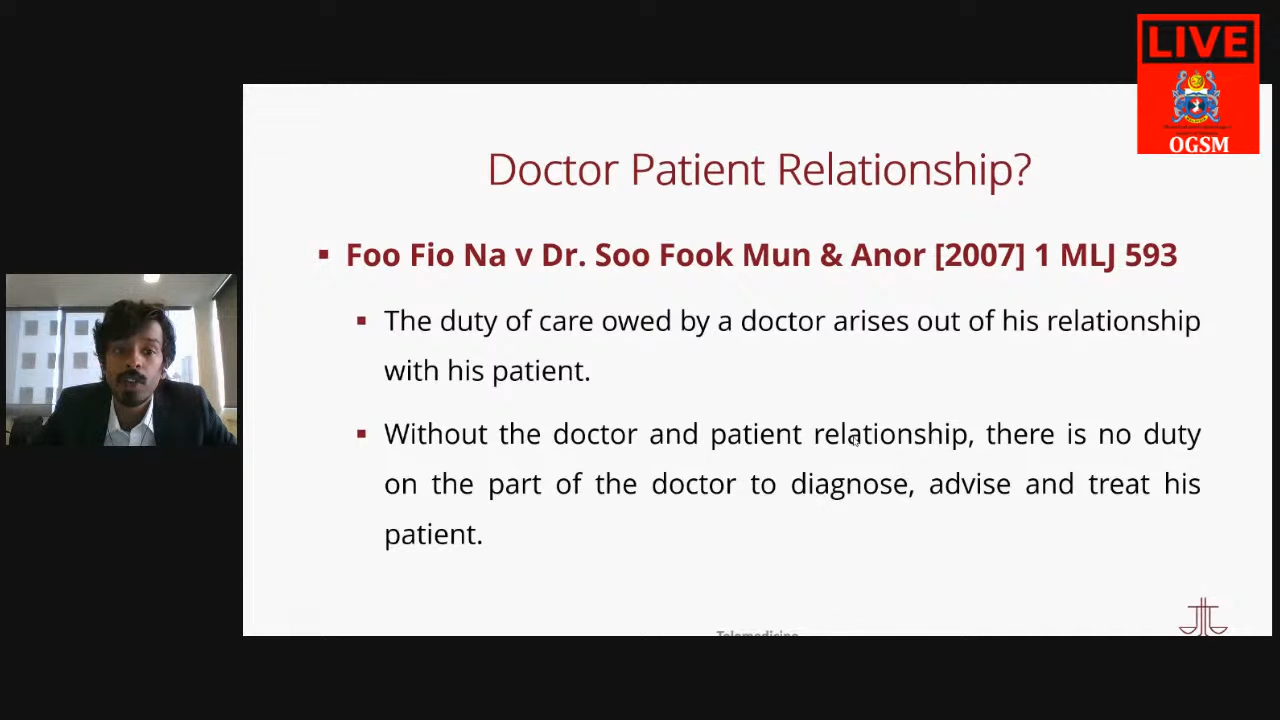 LIVE
OGSM
Doctor Patient Relationship?
▪ Foo Fio Na v Dr. Soo Fook Mun & Anor [2007] 1 MLJ 593
▪ The duty of care owed by a doctor arises out of his relationship
with his patient.
▪ Without the doctor and patient relationship, there is no duty
on the part of the doctor to diagnose, advise and treat his
patient.
Telemedicine